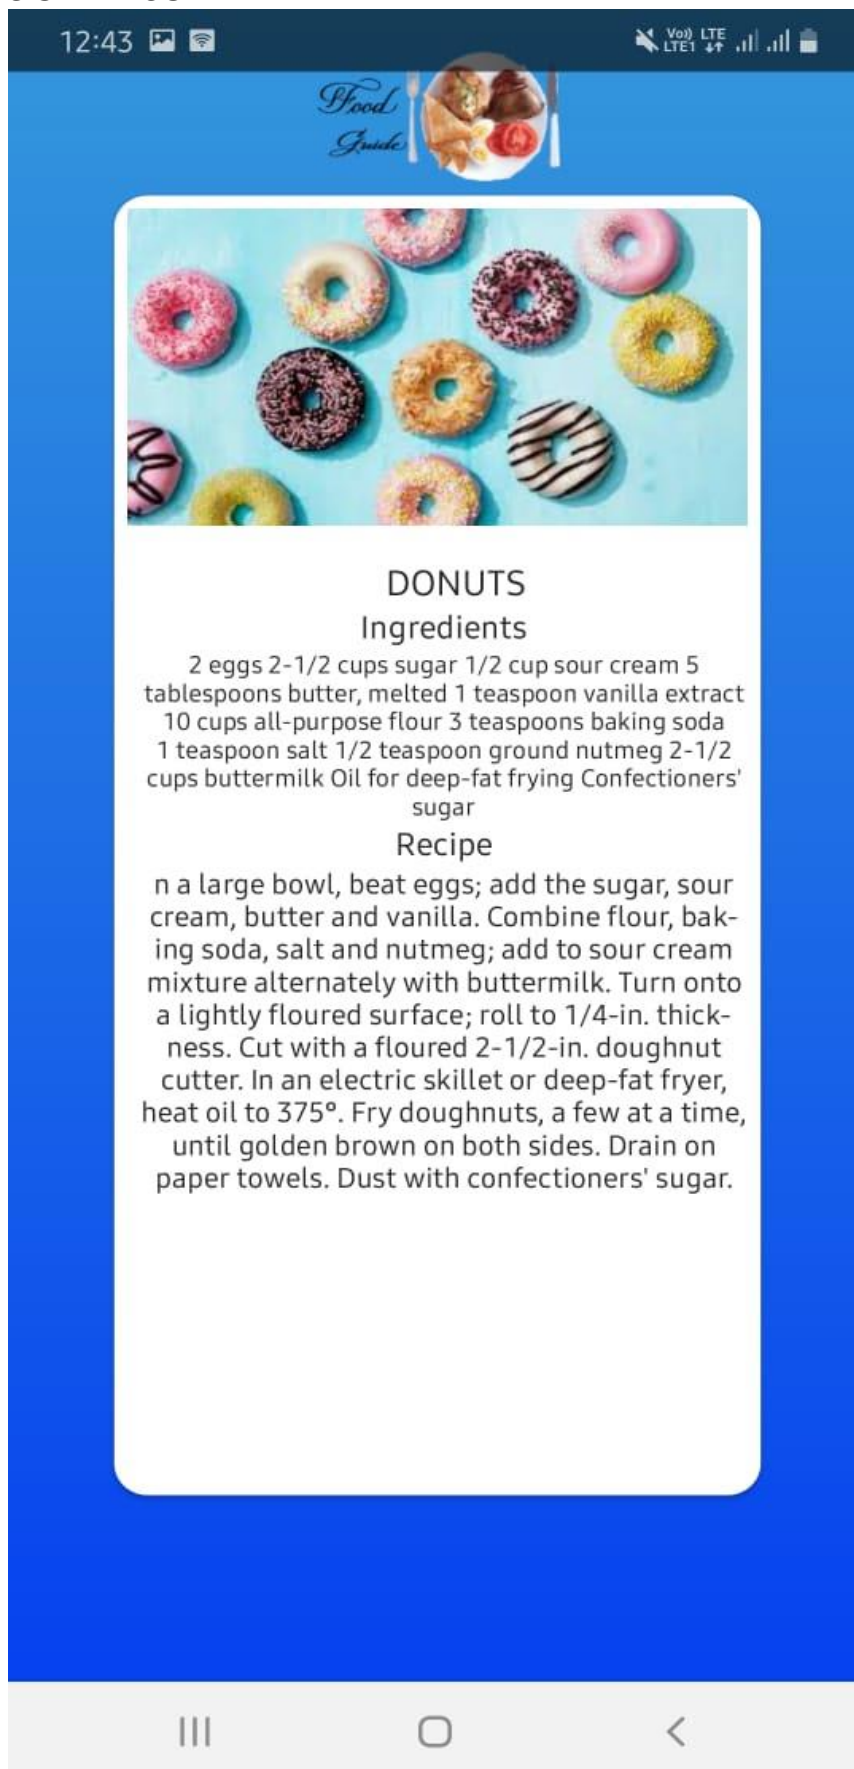 12:43
Vo)) LTE
LTE1
Food
Guide
DONUTS
Ingredients
2 eggs 2-1/2 cups sugar 1/2 cup sour cream 5
tablespoons butter, melted 1 teaspoon vanilla extract
10 cups all-purpose flour 3 teaspoons baking soda
1 teaspoon salt 1/2 teaspoon ground nutmeg 2-1/2
cups buttermilk Oil for deep-fat frying Confectioners'
sugar
Recipe
n a large bowl, beat eggs; add the sugar, sour
cream, butter and vanilla. Combine flour, bak-
ing soda, salt and nutmeg; add to sour cream
mixture alternately with buttermilk. Turn onto
a lightly floured surface; roll to 1/4-in. thick-
ness. Cut with a floured 2-1/2-in. doughnut
cutter. In an electric skillet or deep-fat fryer,
heat oil to 375°. Fry doughnuts, a few at a time,
until golden brown on both sides. Drain on
paper towels. Dust with confectioners' sugar.